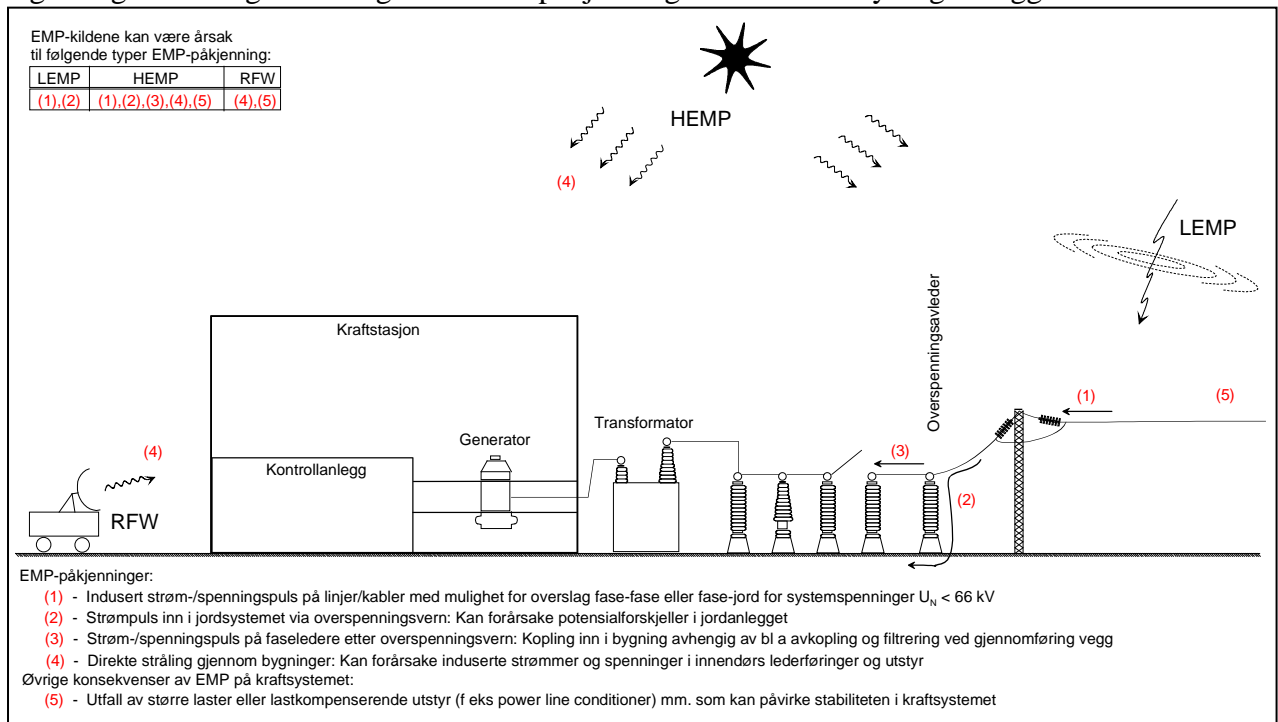 EMP-kildene kan være årsak
til følgende typer EMP-påkjenning:
LEMP HEMP RFW
(1),(2) (1),(2),(3),(4),(5) (4),(5)
HEMP
(4)
LEMP
Overspenningsavleder
Kraftstasjon
(1) (5)
Transformator
Generator
(4)
Kontrollanlegg
(3)
(2)
RFW
EMP-påkjenninger:
(1) - Indusert strøm-/spenningspuls på linjer/kabler med mulighet for overslag fase-fase eller fase-jord for systemspenninger U_N < 66 kV
(2) - Strømpuls inn i jordsystemet via overspenningsvern: Kan forårsake potensialforskjeller i jordanlegget
(3) - Strøm-/spenningspuls på faseledere etter overspenningsvern: Kopling inn i bygning avhengig av bl a avkopling og filtrering ved gjennomføring vegg
(4) - Direkte stråling gjennom bygninger: Kan forårsake induserte strømmer og spenninger i innendørs lederføringer og utstyr
Øvrige konsekvenser av EMP på kraftsystemet:
(5) - Utfall av større laster eller lastkompenserende utstyr (f eks power line conditioner) mm. som kan påvirke stabiliteten i kraftsystemet